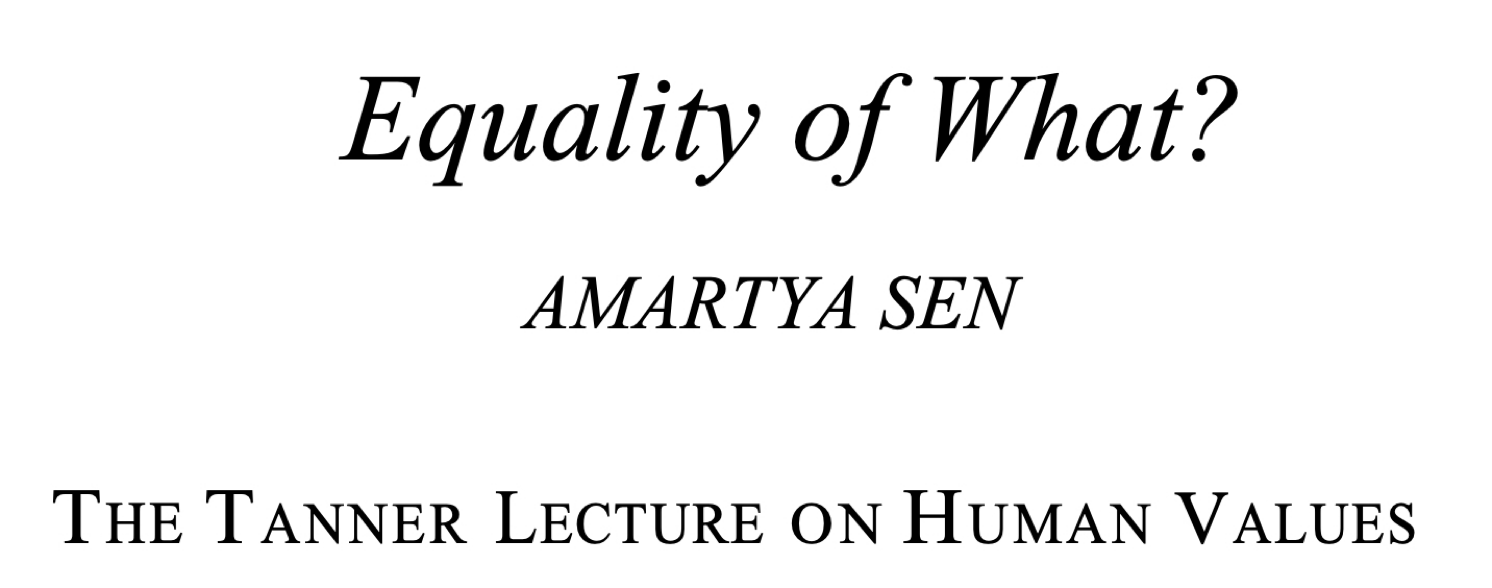 Equality of What?
AMARTYA SEN
THE TANNER LECTURE ON HUMAN VALUES